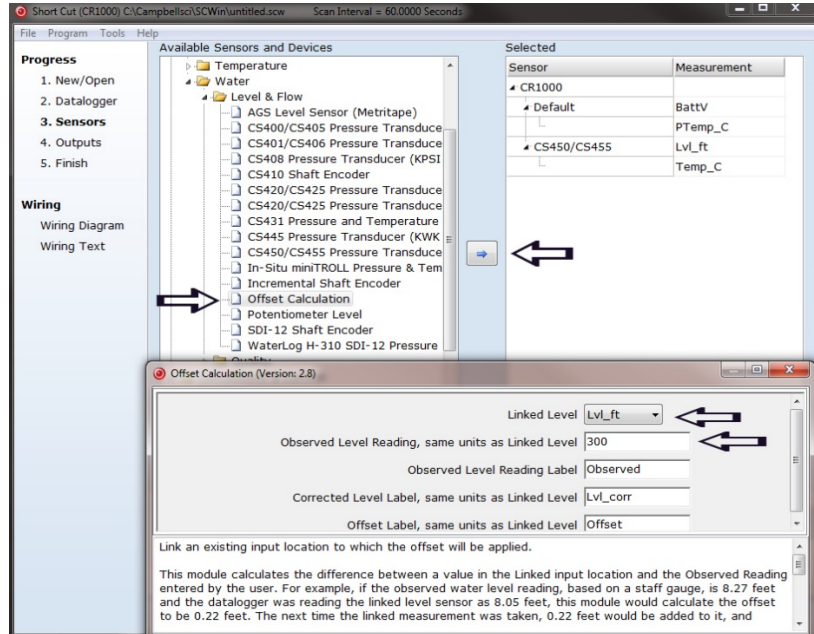 Short Cut (CR1000) C:\Campbellsci\SCWin\untitled.scw Scan Interval = 60.0000 Seconds
File Program Tools Help
Progress
1. New/Open
2. Datalogger
3. Sensors
4. Outputs
5. Finish
Wiring
Wiring Diagram
Wiring Text
Available Sensors and Devices
Temperature
Water
Level & Flow
AGS Level Sensor (Metritape)
CS400/CS405 Pressure Transduce
CS401/CS406 Pressure Transduce
CS408 Pressure Transducer (KPSI
CS410 Shaft Encoder
CS420/CS425 Pressure Transduce
CS420/CS425 Pressure Transduce
CS431 Pressure and Temperature
CS445 Pressure Transducer (KWK
CS450/CS455 Pressure Transduce
In-Situ miniTROLL Pressure & Tem
Incremental Shaft Encoder
Offset Calculation
Potentiometer Level
SDI-12 Shaft Encoder
WaterLog H-310 SDI-12 Pressure
Quality
Selected
Sensor Measurement
CR1000
Default BattV
PTemp_C
CS450/CS455 Lvl_ft
Temp_C
Offset Calculation (Version: 2.8)
Linked Level Lvl_ft
Observed Level Reading, same units as Linked Level 300
Observed Level Reading Label Observed
Corrected Level Label, same units as Linked Level Lvl_corr
Offset Label, same units as Linked Level Offset
Link an existing input location to which the offset will be applied.
This module calculates the difference between a value in the Linked input location and the Observed Reading
entered by the user. For example, if the observed water level reading, based on a staff gauge, is 8.27 feet
and the datalogger was reading the linked level sensor as 8.05 feet, this module would calculate the offset
to be 0.22 feet. The next time the linked measurement was taken, 0.22 feet would be added to it, and